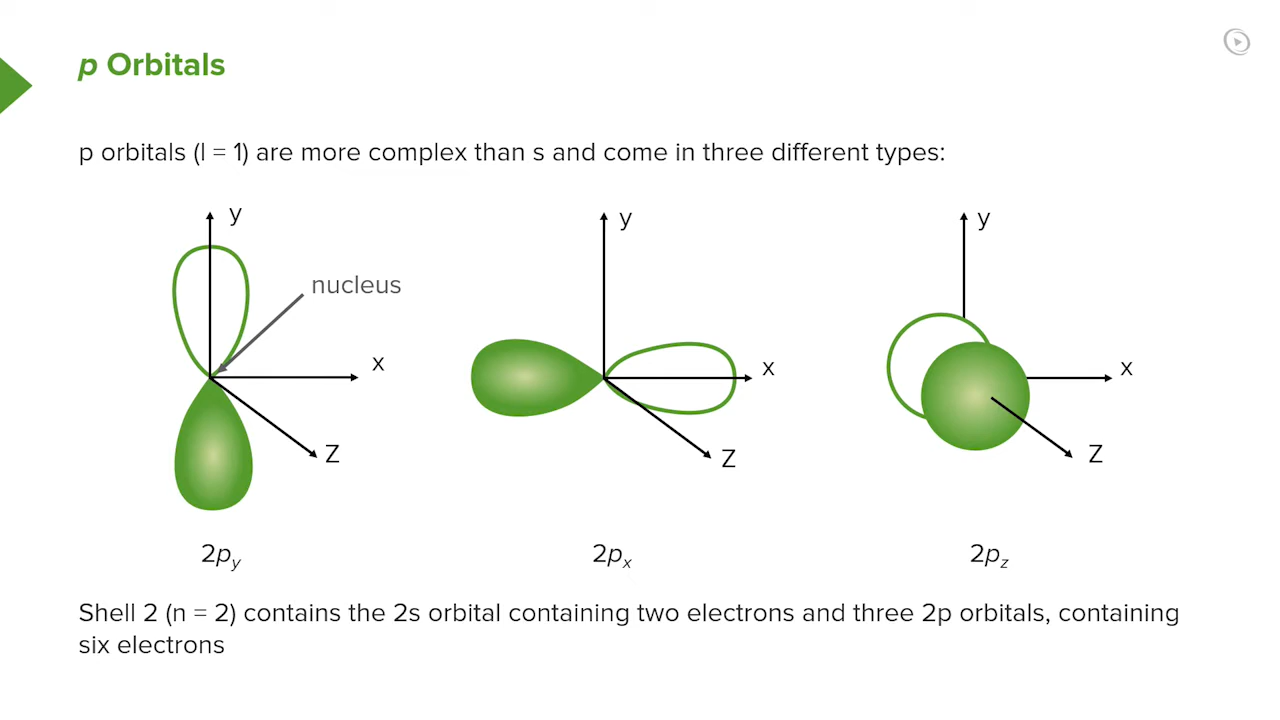 p Orbitals
p orbitals (l = 1) are more complex than s and come in three different types:
y
nucleus
x
Z
2py
y
x
Z
2px
y
x
Z
2pz
Shell 2 (n = 2) contains the 2s orbital containing two electrons and three 2p orbitals, containing
six electrons